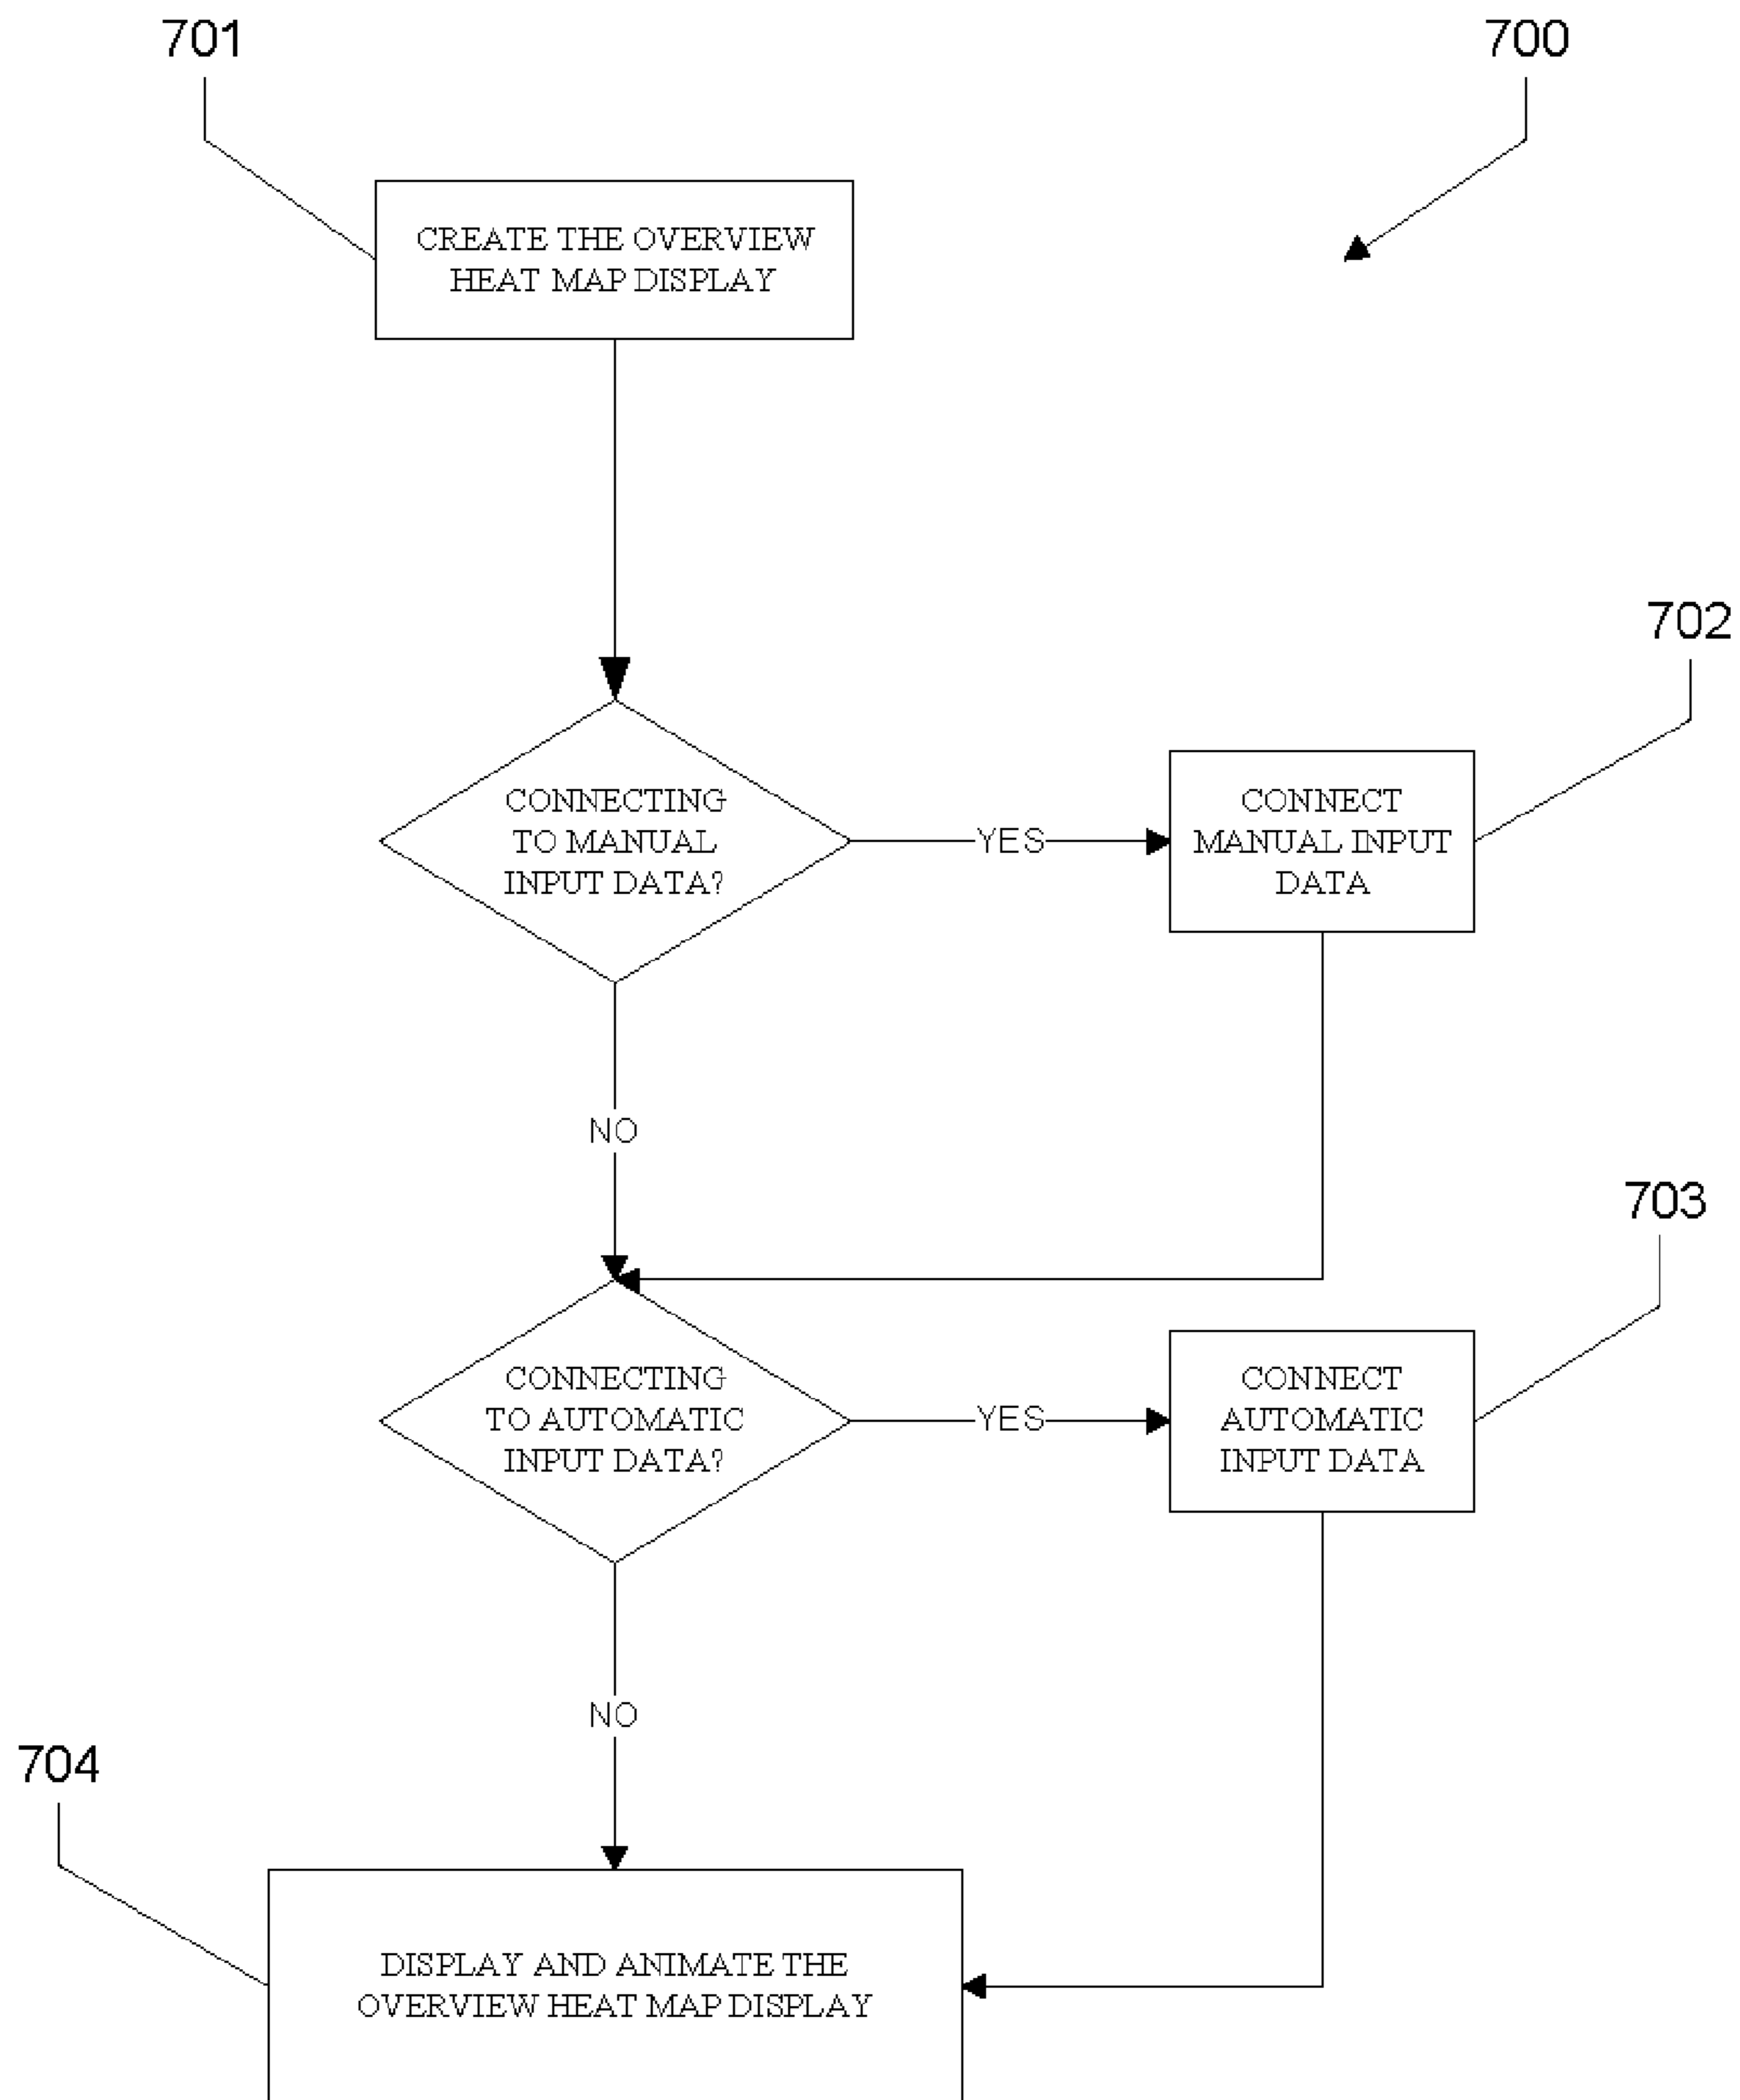 701
700
CREATE THE OVERVIEW
HEAT MAP DISPLAY
702
CONNECTING
TO MANUAL
INPUT DATA?
YES
CONNECT
MANUAL INPUT
DATA
NO
703
CONNECTING
TO AUTOMATIC
INPUT DATA?
YES
CONNECT
AUTOMATIC
INPUT DATA
NO
704
DISPLAY AND ANIMATE THE
OVERVIEW HEAT MAP DISPLAY